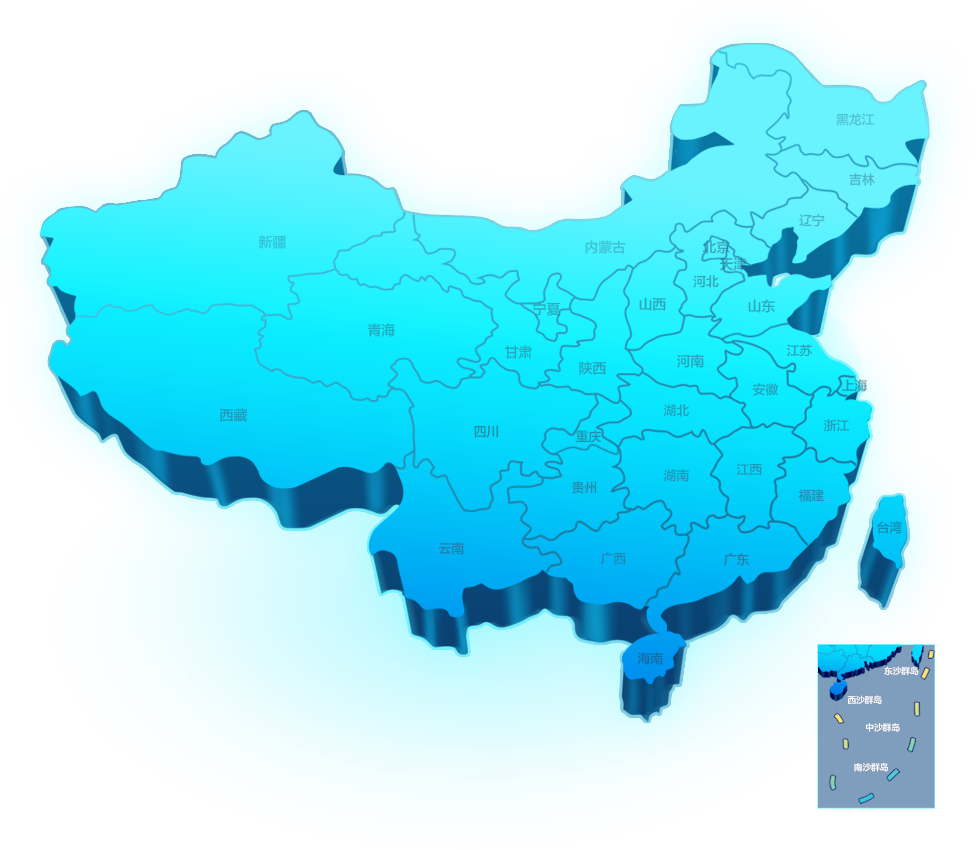 黑龙江
吉林
辽宁
新疆
内蒙古
北京
天津
河北
山西
山东
宁夏
青海
甘肃
陕西
河南
江苏
安徽
上海
西藏
四川
重庆
湖北
浙江
贵州
湖南
江西
福建
台湾
云南
广西
广东
海南
东沙群岛
西沙群岛
中沙群岛
南沙群岛